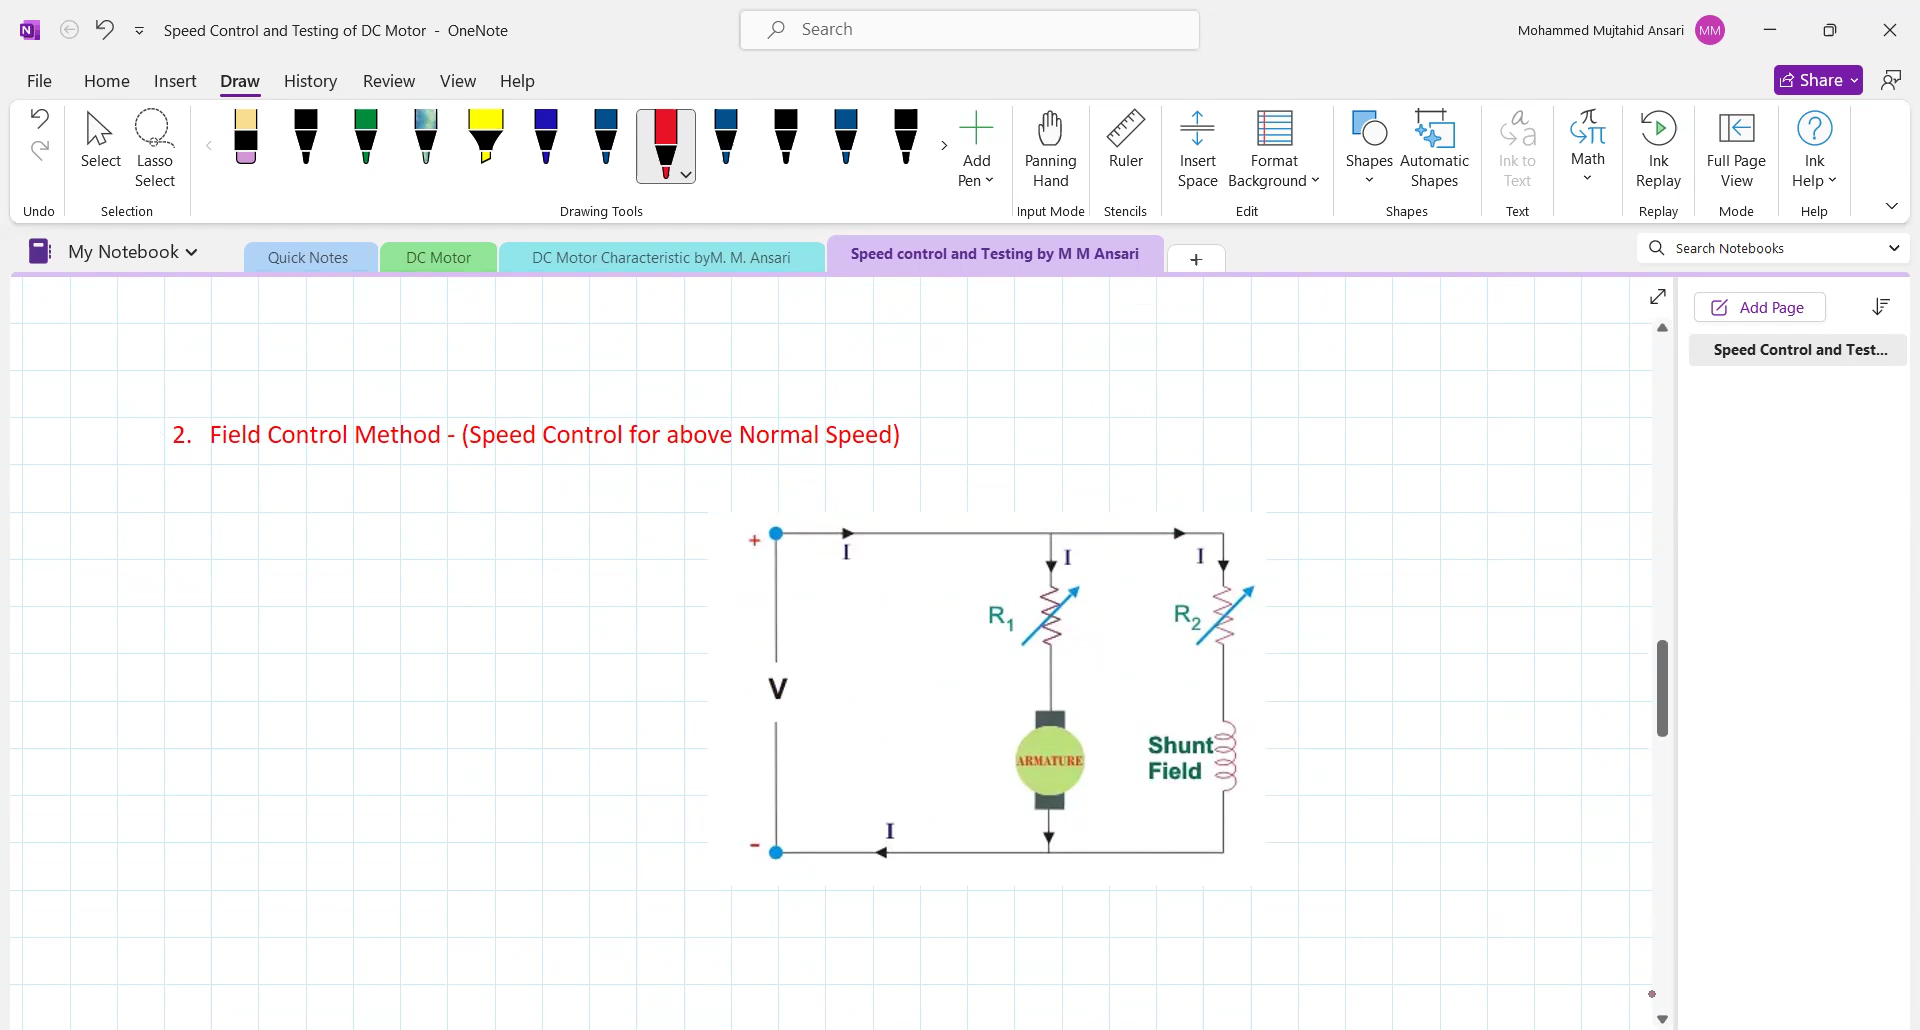 Speed Control and Testing of DC Motor - OneNote
Search
Mohammed Mujtahid Ansari
MM
File Home Insert Draw History Review View Help
Share
Select
Lasso Select
Add Pen
Panning Hand
Ruler
Insert Space
Format Background
Shapes
Automatic Shapes
Ink to Text
Math
Ink Replay
Full Page View
Ink Help
Undo
Selection
Drawing Tools
Input Mode
Stencils
Edit
Shapes
Text
Replay
Mode
Help
My Notebook
Quick Notes
DC Motor
DC Motor Characteristic byM. M. Ansari
Speed control and Testing by M M Ansari
+
Search Notebooks
Add Page
Speed Control and Test...
2. Field Control Method - (Speed Control for above Normal Speed)
+
I
I
I
R1
R2
V
ARMATURE
Shunt Field
I
-